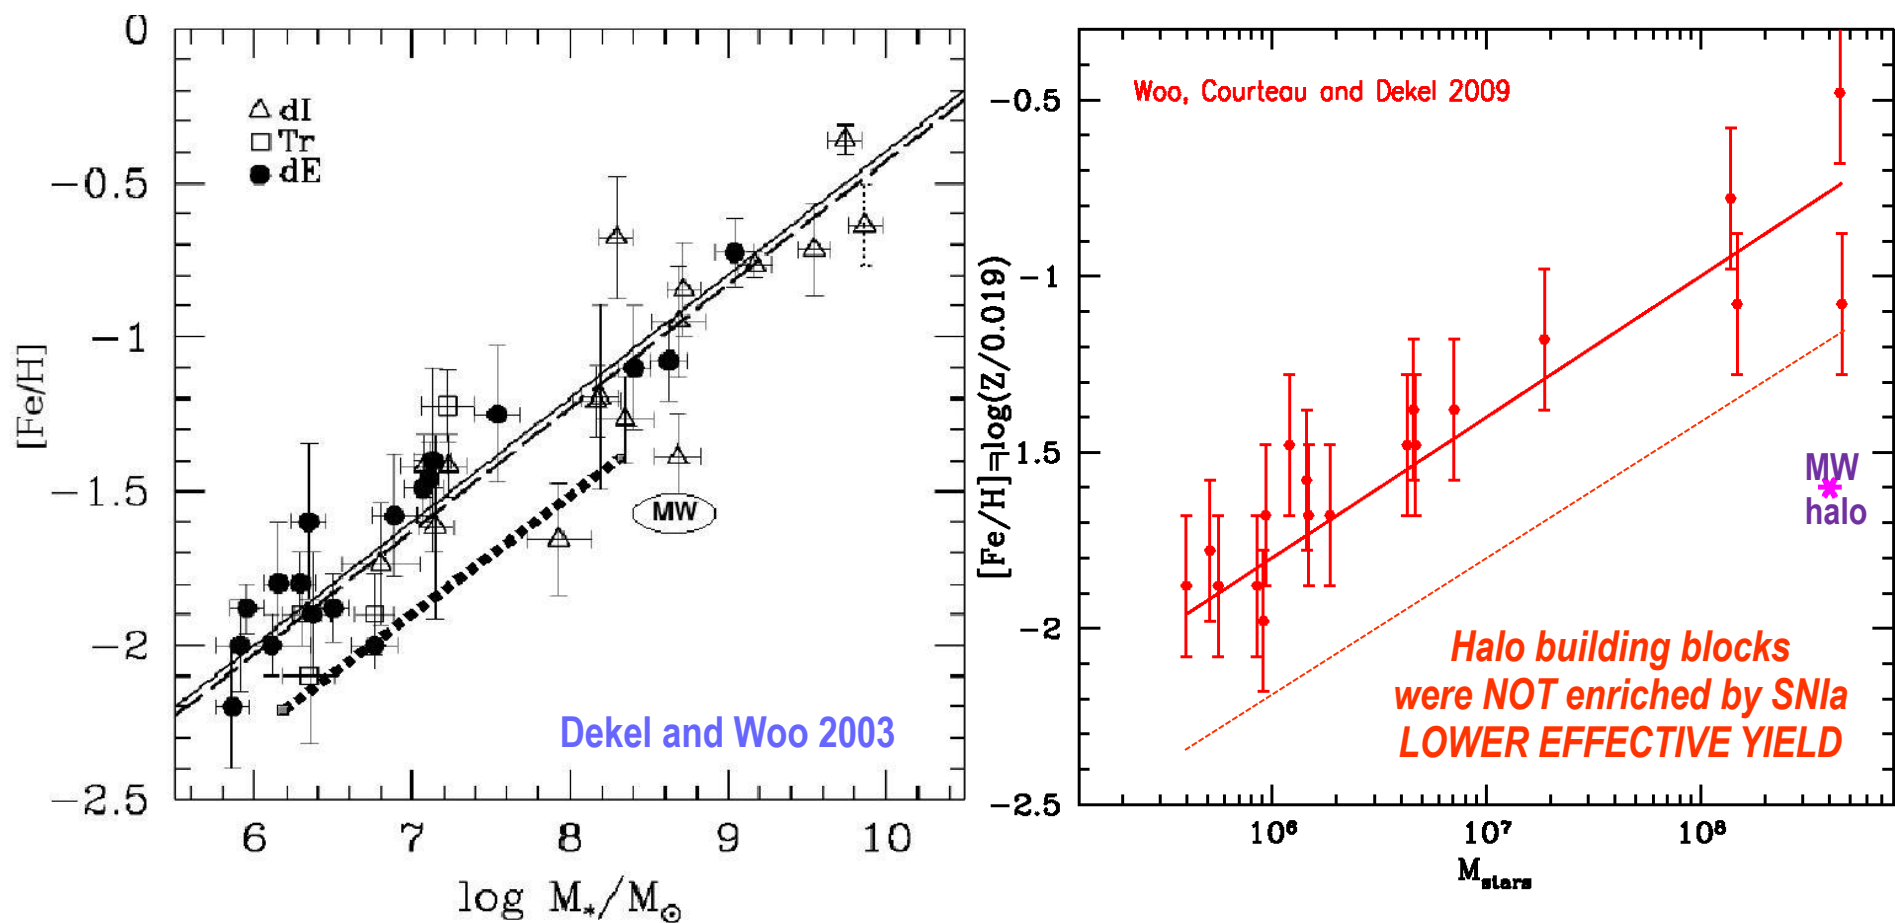 0
−0.5
−1
−1.5
−2
−2.5
[Fe/H]
△ dI
□ Tr
● dE
MW
Dekel and Woo 2003
6 7 8 9 10
log M*/M⊙
Woo, Courteau and Dekel 2009
−0.5
−1
−1.5
−2
−2.5
[Fe/H]=log(Z/0.019)
MW
halo
Halo building blocks
were NOT enriched by SNIa
LOWER EFFECTIVE YIELD
10⁶ 10⁷ 10⁸
M_stars